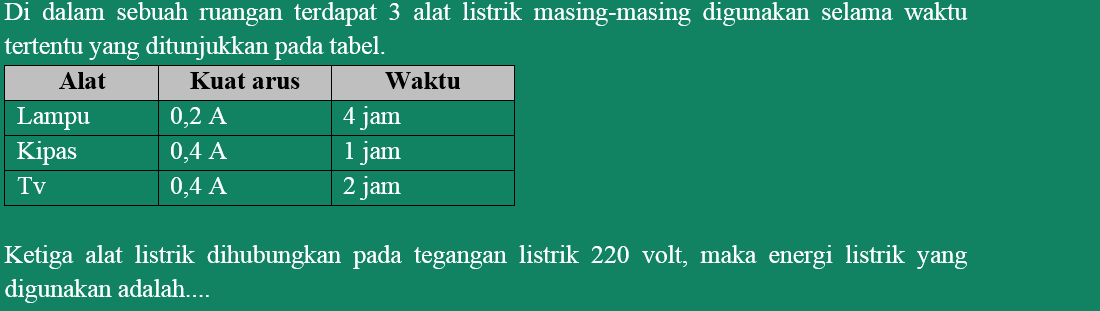 Di dalam sebuah ruangan terdapat 3 alat listrik masing-masing digunakan selama waktu
tertentu yang ditunjukkan pada tabel.
Alat Kuat arus Waktu
Lampu 0,2 A 4 jam
Kipas 0,4 A 1 jam
Tv 0,4 A 2 jam
Ketiga alat listrik dihubungkan pada tegangan listrik 220 volt, maka energi listrik yang
digunakan adalah....